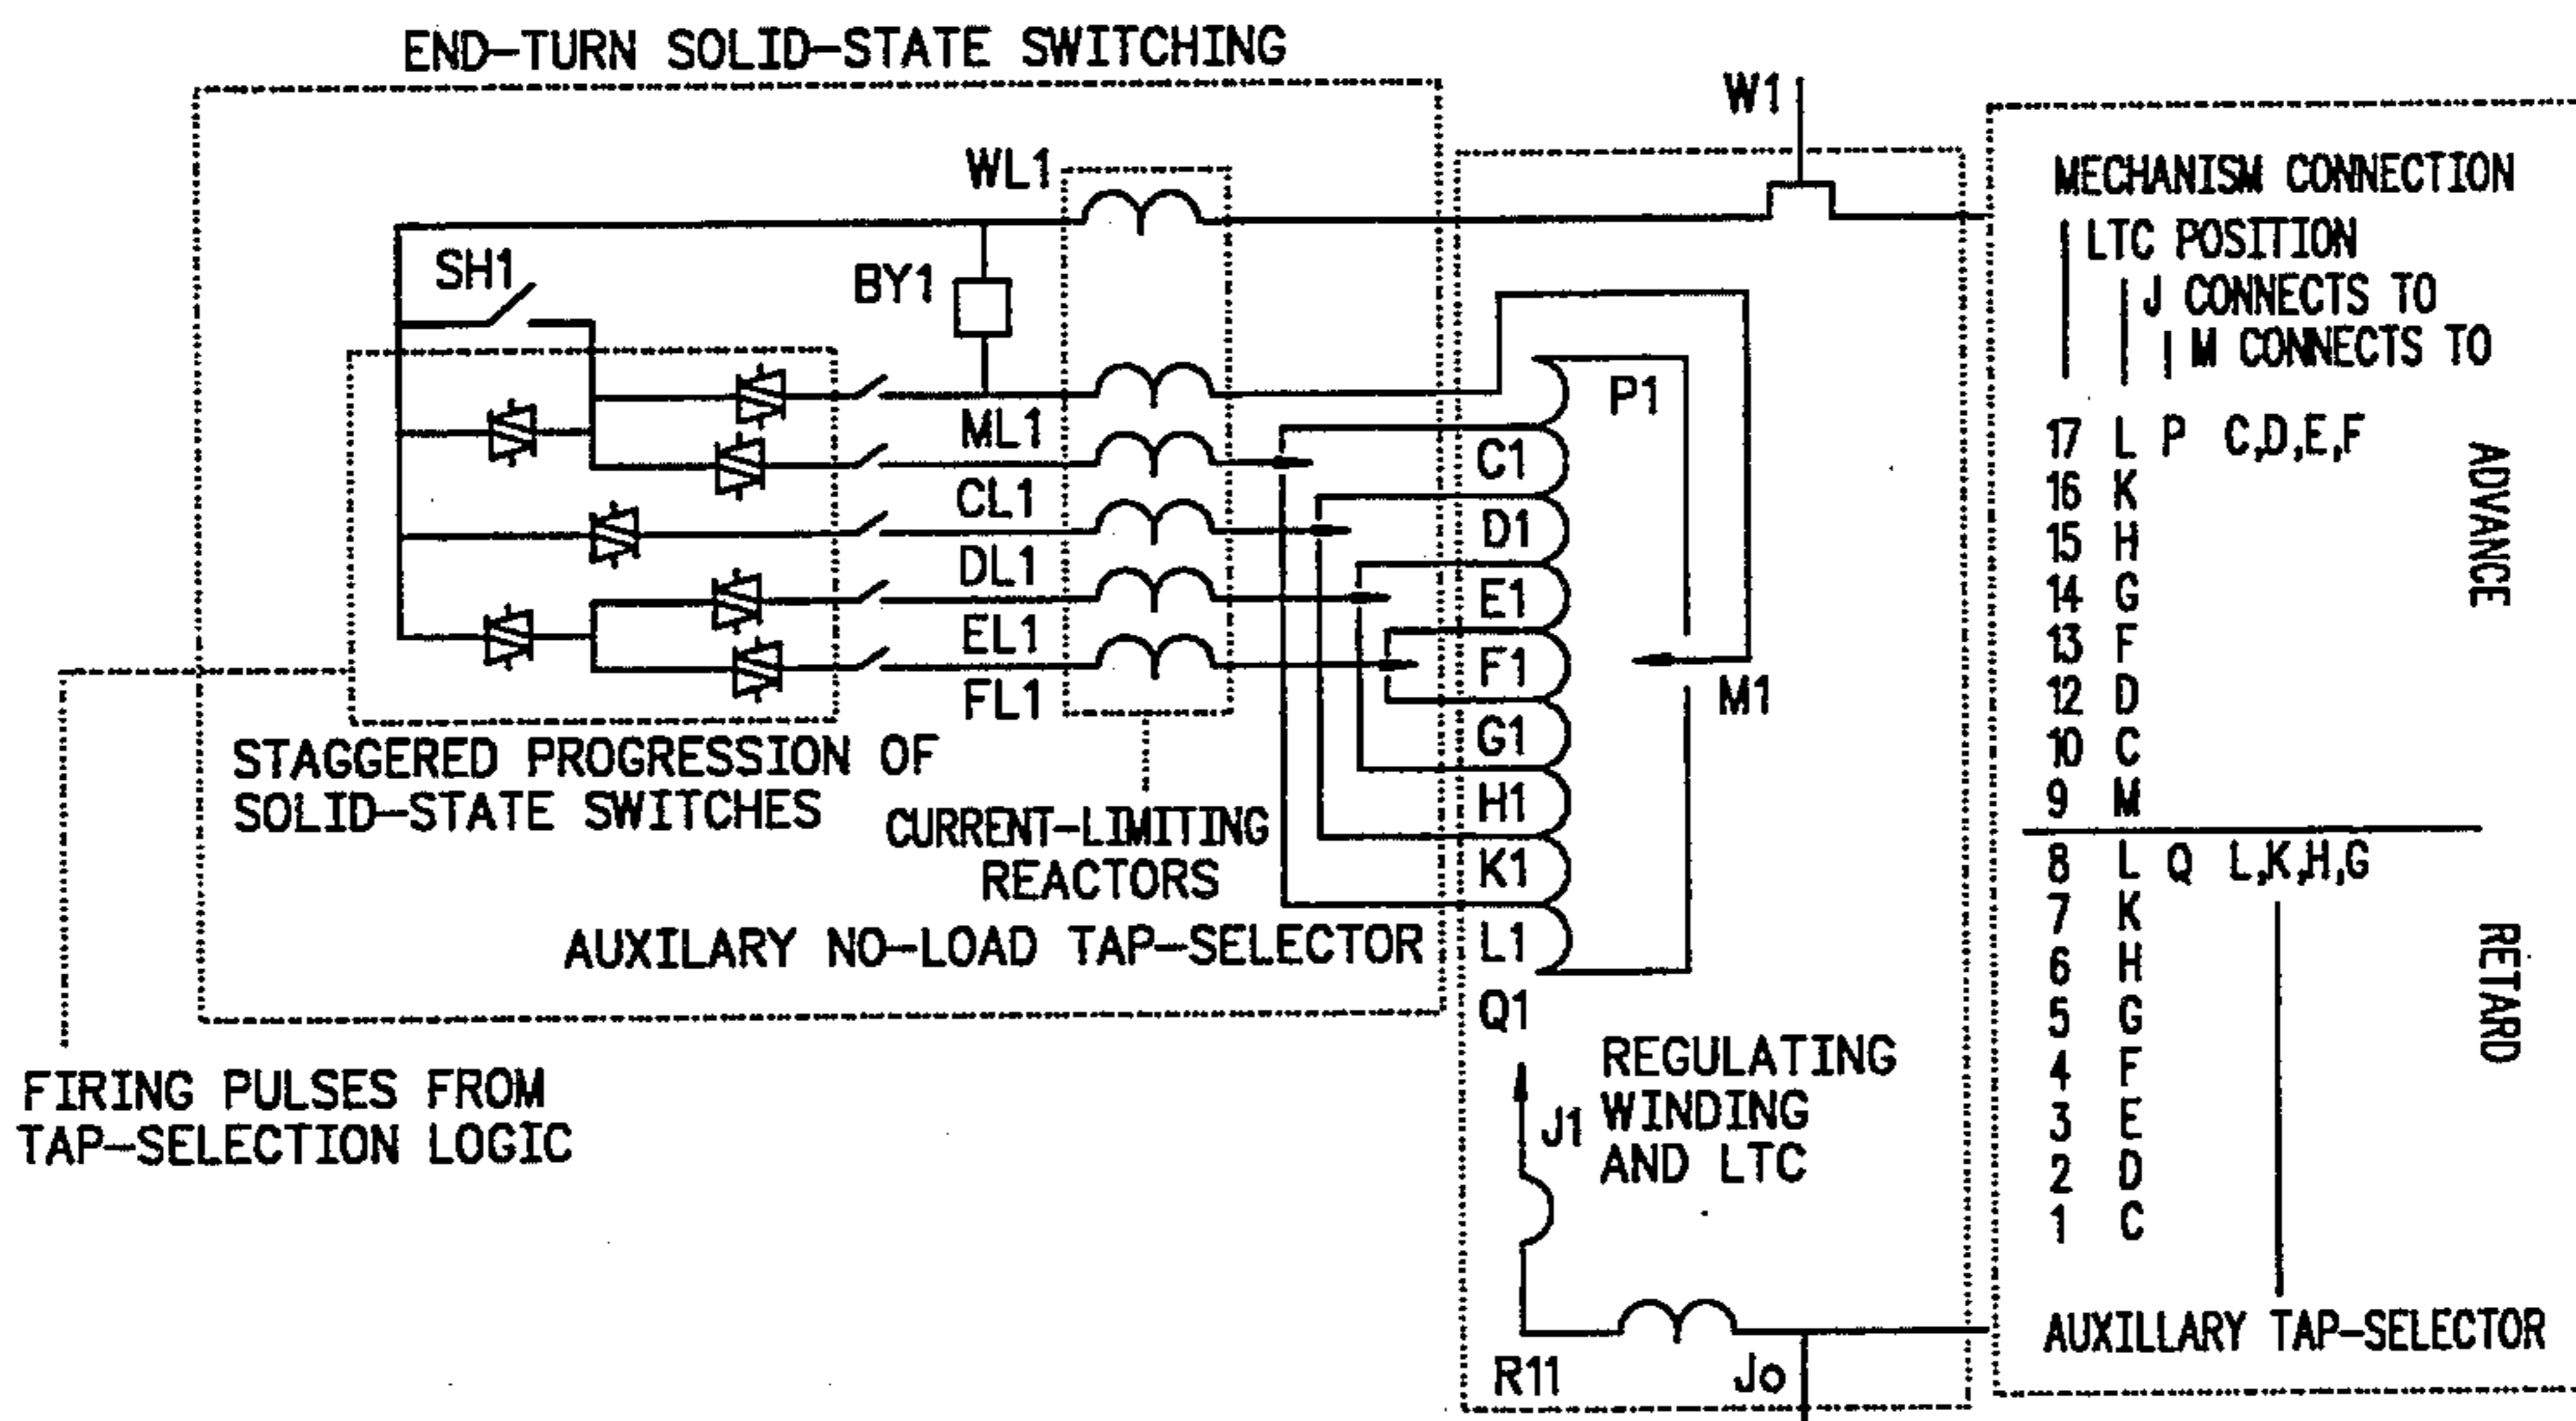 END-TURN SOLID-STATE SWITCHING
W1
WL1
SH1
BY1
ML1
CL1
DL1
EL1
FL1
P1
C1
D1
E1
F1
G1
H1
K1
L1
Q1
M1
STAGGERED PROGRESSION OF
SOLID-STATE SWITCHES
CURRENT-LIMITING
REACTORS
AUXILARY NO-LOAD TAP-SELECTOR
FIRING PULSES FROM
TAP-SELECTION LOGIC
J1
REGULATING
WINDING
AND LTC
R11
Jo
MECHANISM CONNECTION
LTC POSITION
J CONNECTS TO
M CONNECTS TO
17 L P C,D,E,F
16 K
15 H
14 G
13 F
12 D
10 C
9 M
ADVANCE
8 L Q L,K,H,G
7 K
6 H
5 G
4 F
3 E
2 D
1 C
RETARD
AUXILLARY TAP-SELECTOR